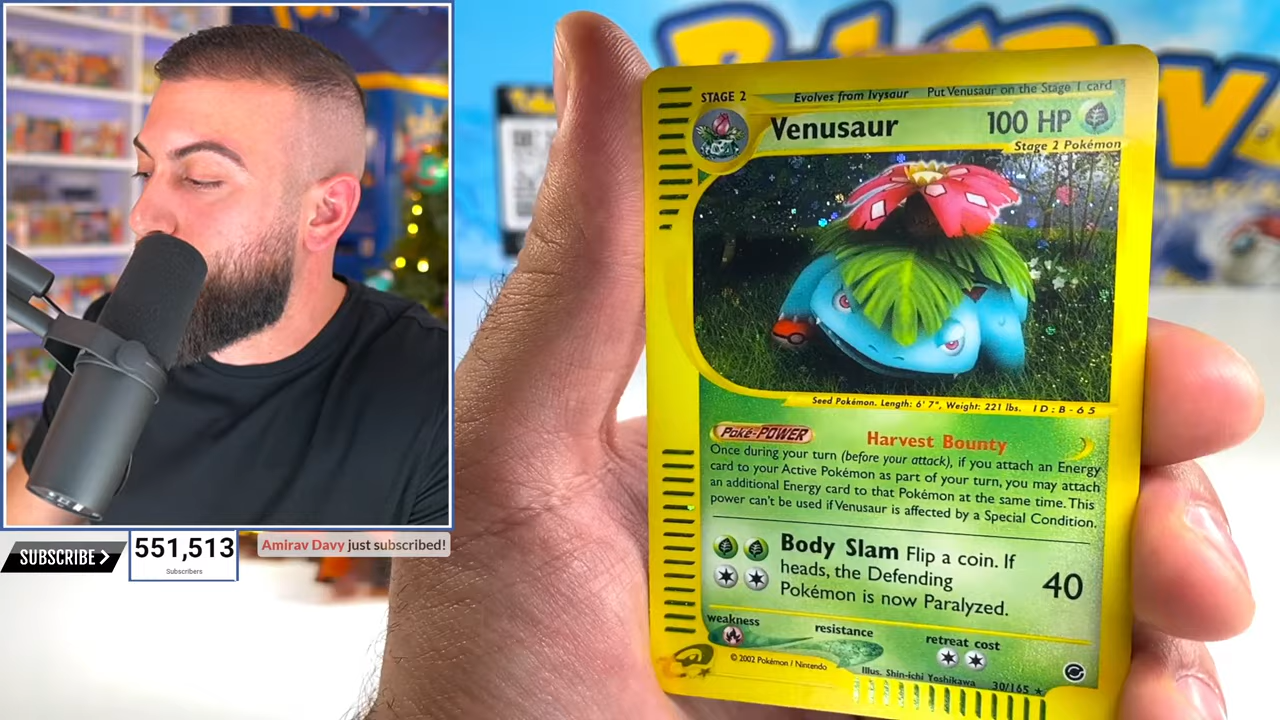 SUBSCRIBE
551,513
Subscribers
Amirav Davy just subscribed!
STAGE 2
Evolves from Ivysaur
Put Venusaur on the Stage 1 card
Venusaur
100 HP
Stage 2 Pokémon
Seed Pokémon. Length: 6' 7", Weight: 221 lbs. ID:B-65
Poké-POWER
Harvest Bounty
Once during your turn (before your attack), if you attach an Energy
card to your Active Pokémon as part of your turn, you may attach
an additional Energy card to that Pokémon at the same time. This
power can't be used if Venusaur is affected by a Special Condition.
Body Slam Flip a coin. If
heads, the Defending
Pokémon is now Paralyzed.
40
weakness
resistance
retreat cost
© 2002 Pokémon / Nintendo
Illus. Shin-ichi Yoshikawa
30/165 ★